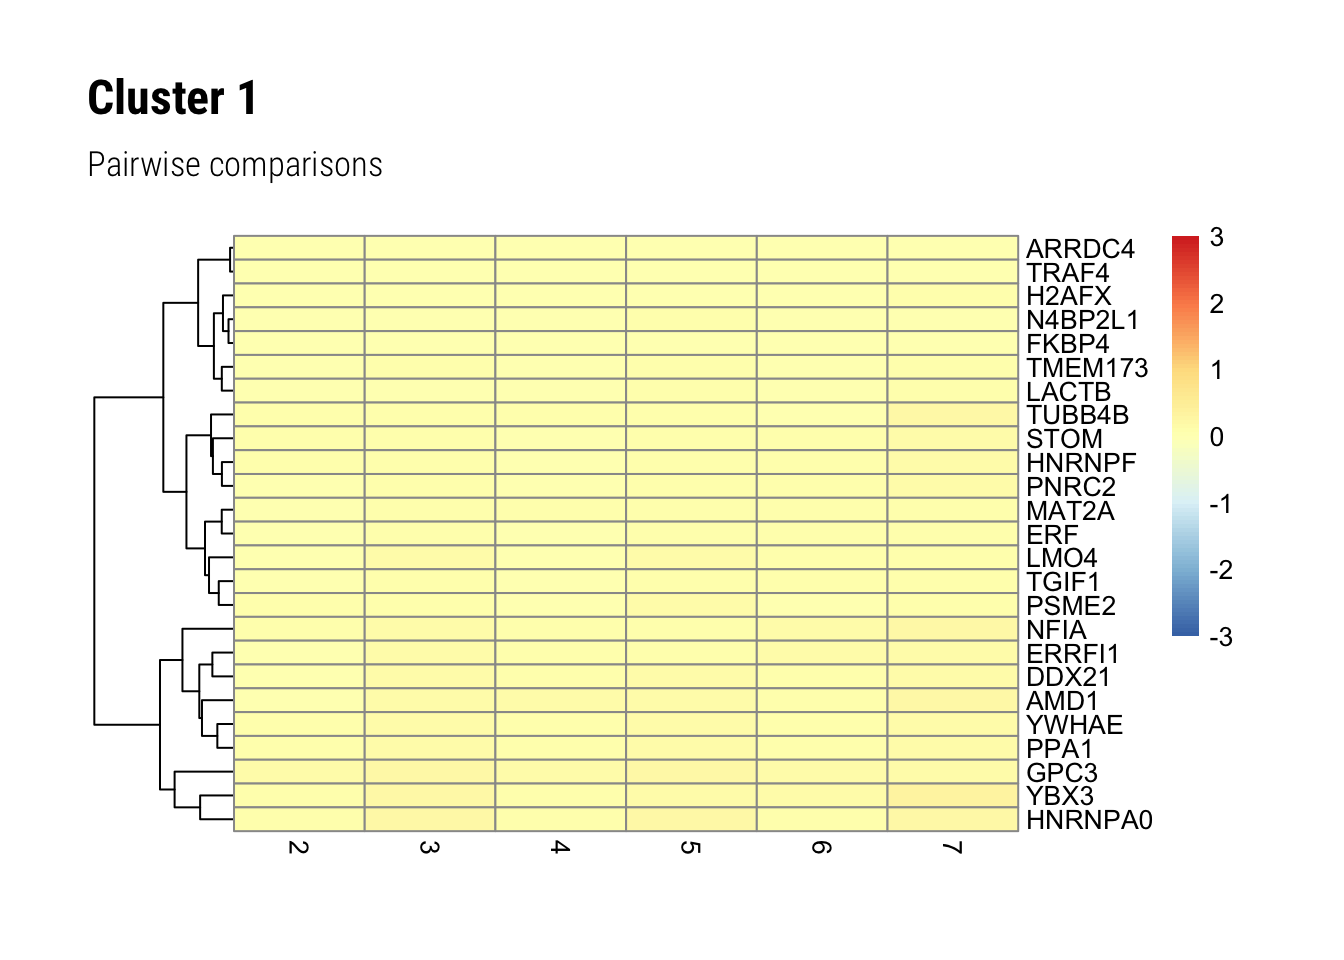 Cluster 1
Pairwise comparisons
ARRDC4
TRAF4
H2AFX
N4BP2L1
FKBP4
TMEM173
LACTB
TUBB4B
STOM
HNRNPF
PNRC2
MAT2A
ERF
LMO4
TGIF1
PSME2
NFIA
ERRFI1
DDX21
AMD1
YWHAE
PPA1
GPC3
YBX3
HNRNPA0
3
2
1
0
-1
-2
-3
2 3 4 5 6 7